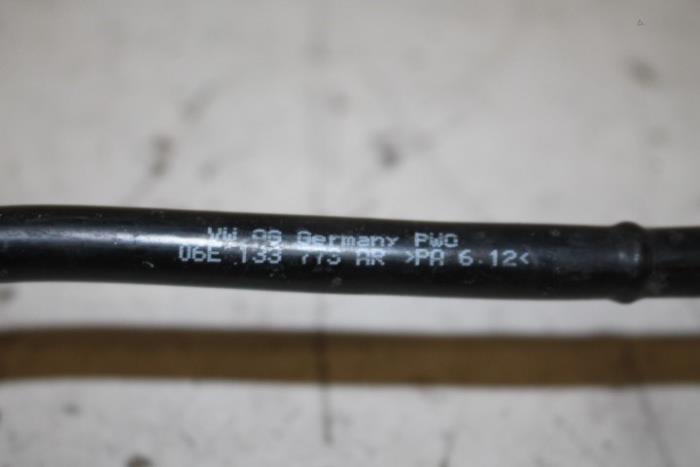 VW AG Germany PWO
06E 133 773 AR >PA 6.12<